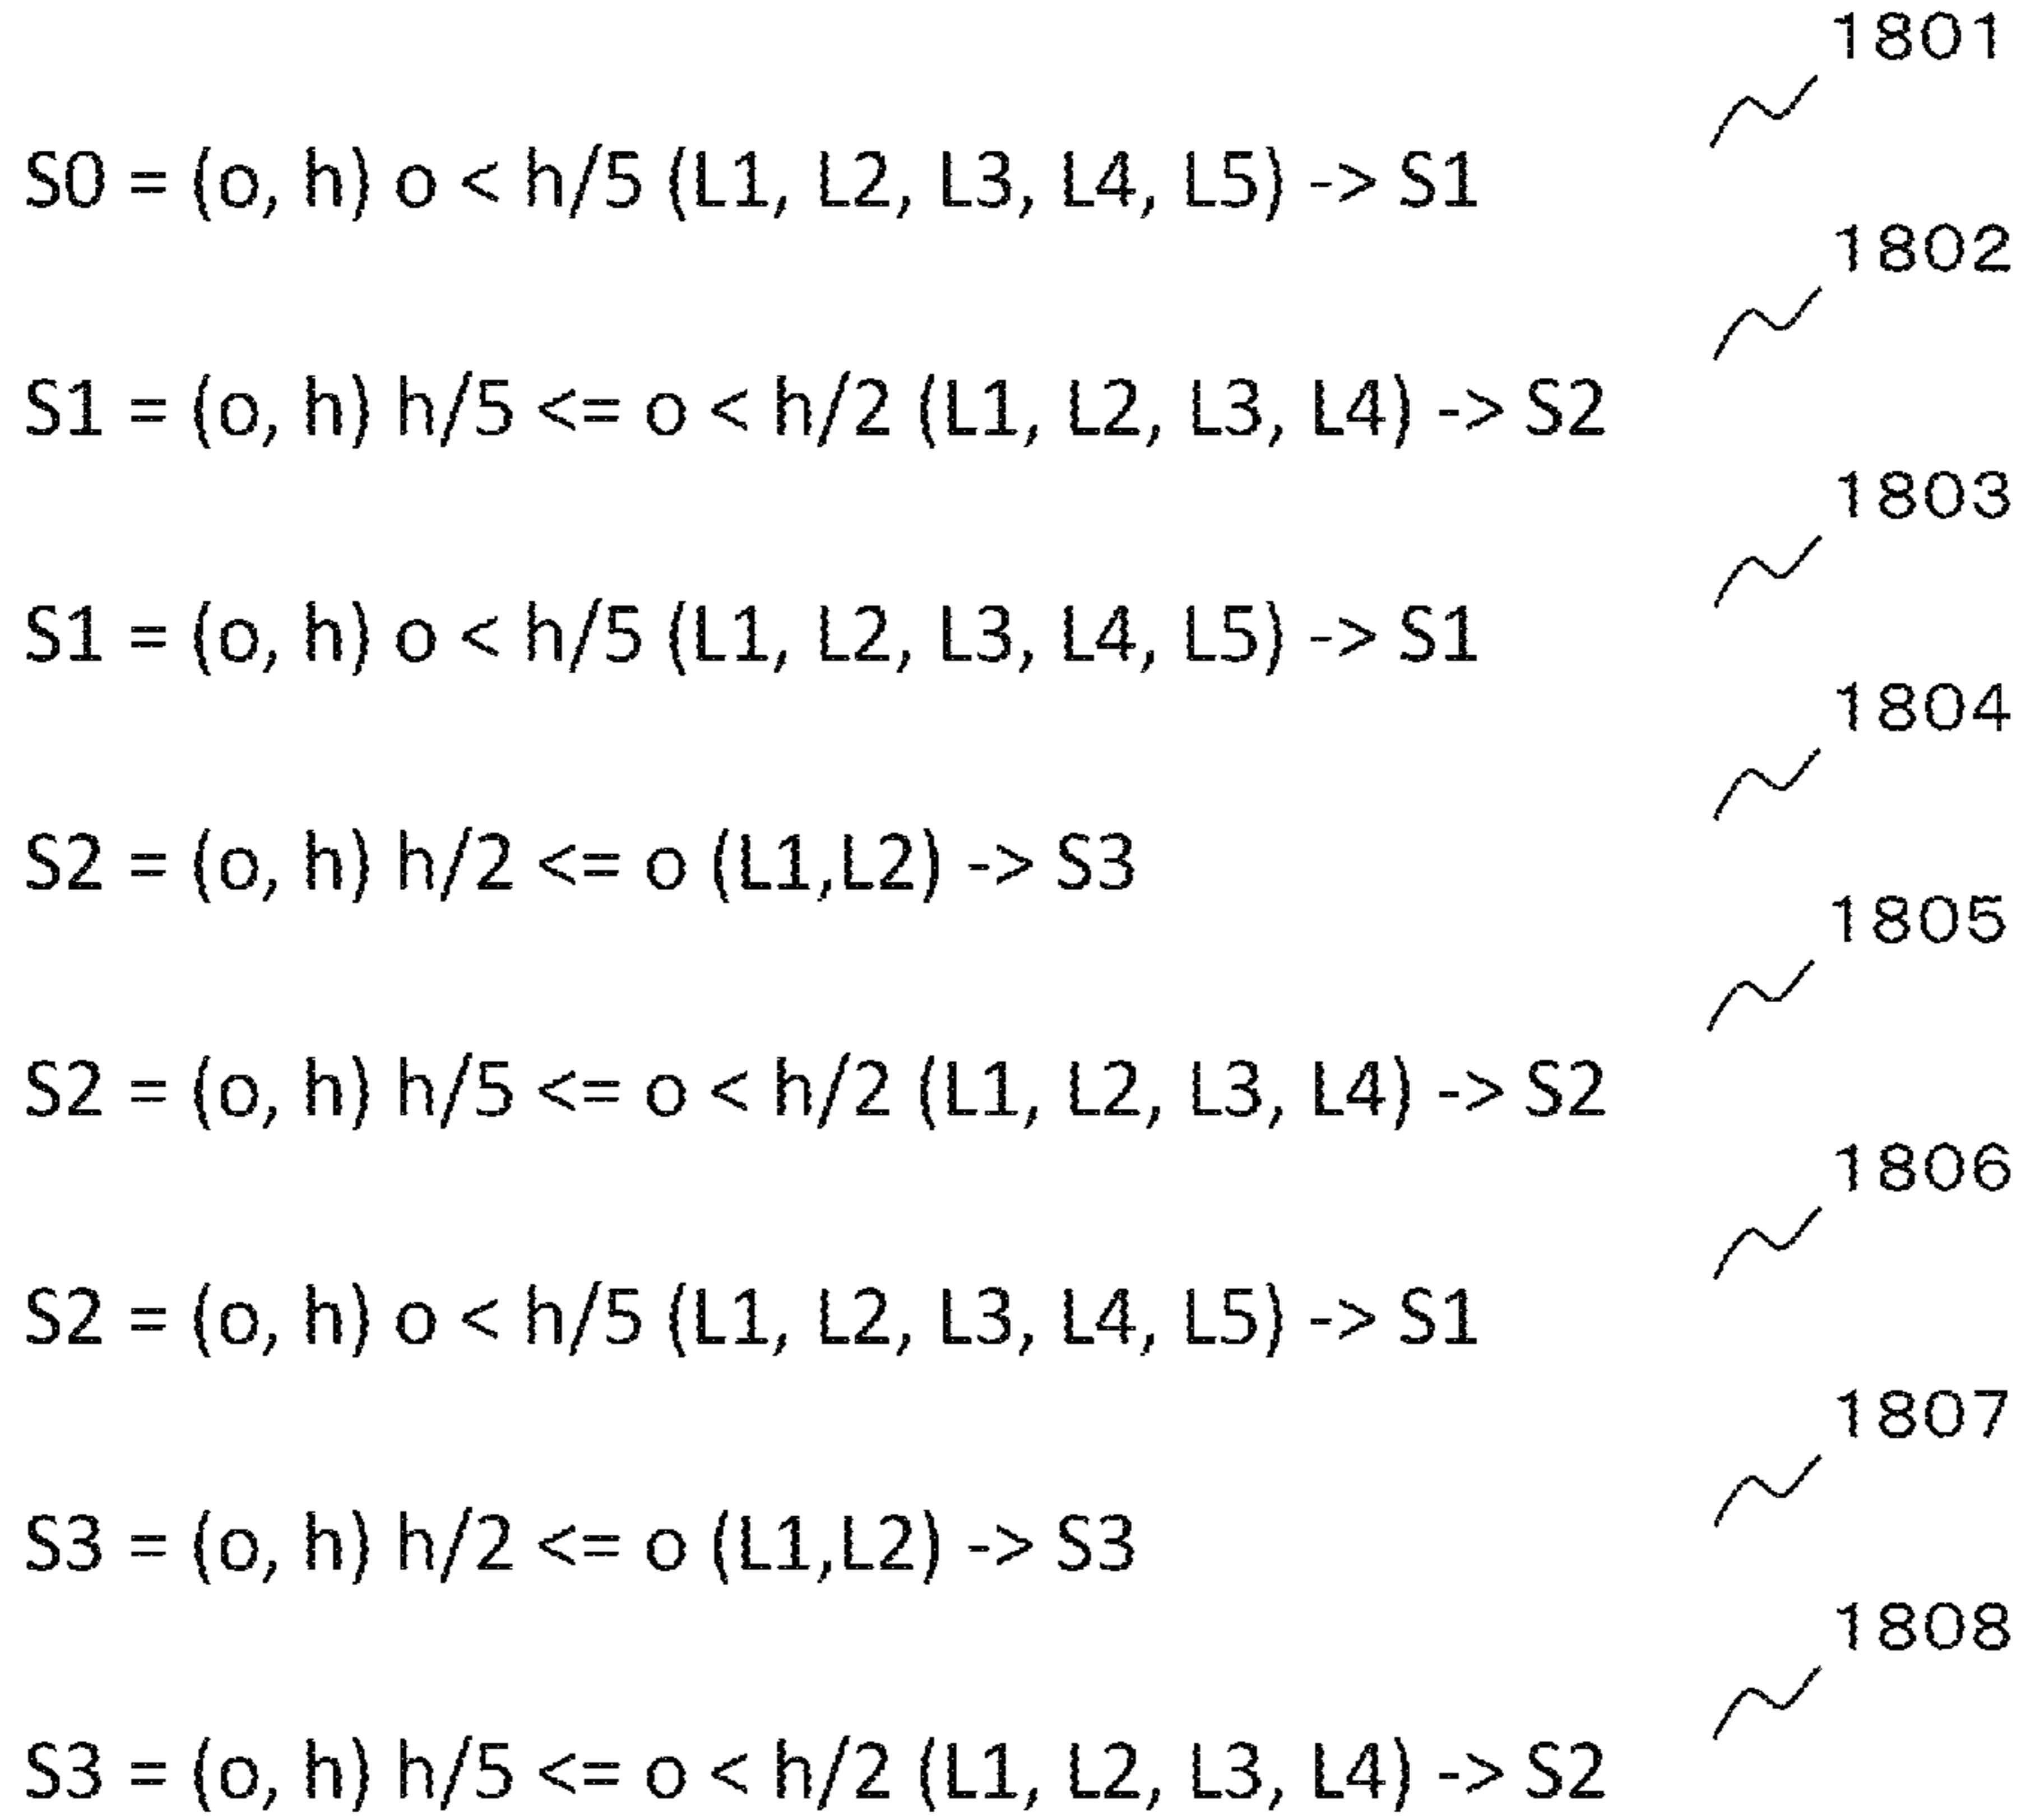 1801
S0 = (o, h) o < h/5 (L1, L2, L3, L4, L5) -> S1
1802
S1 = (o, h) h/5 <= o < h/2 (L1, L2, L3, L4) -> S2
1803
S1 = (o, h) o < h/5 (L1, L2, L3, L4, L5) -> S1
1804
S2 = (o, h) h/2 <= o (L1,L2) -> S3
1805
S2 = (o, h) h/5 <= o < h/2 (L1, L2, L3, L4) -> S2
1806
S2 = (o, h) o < h/5 (L1, L2, L3, L4, L5) -> S1
1807
S3 = (o, h) h/2 <= o (L1,L2) -> S3
1808
S3 = (o, h) h/5 <= o < h/2 (L1, L2, L3, L4) -> S2